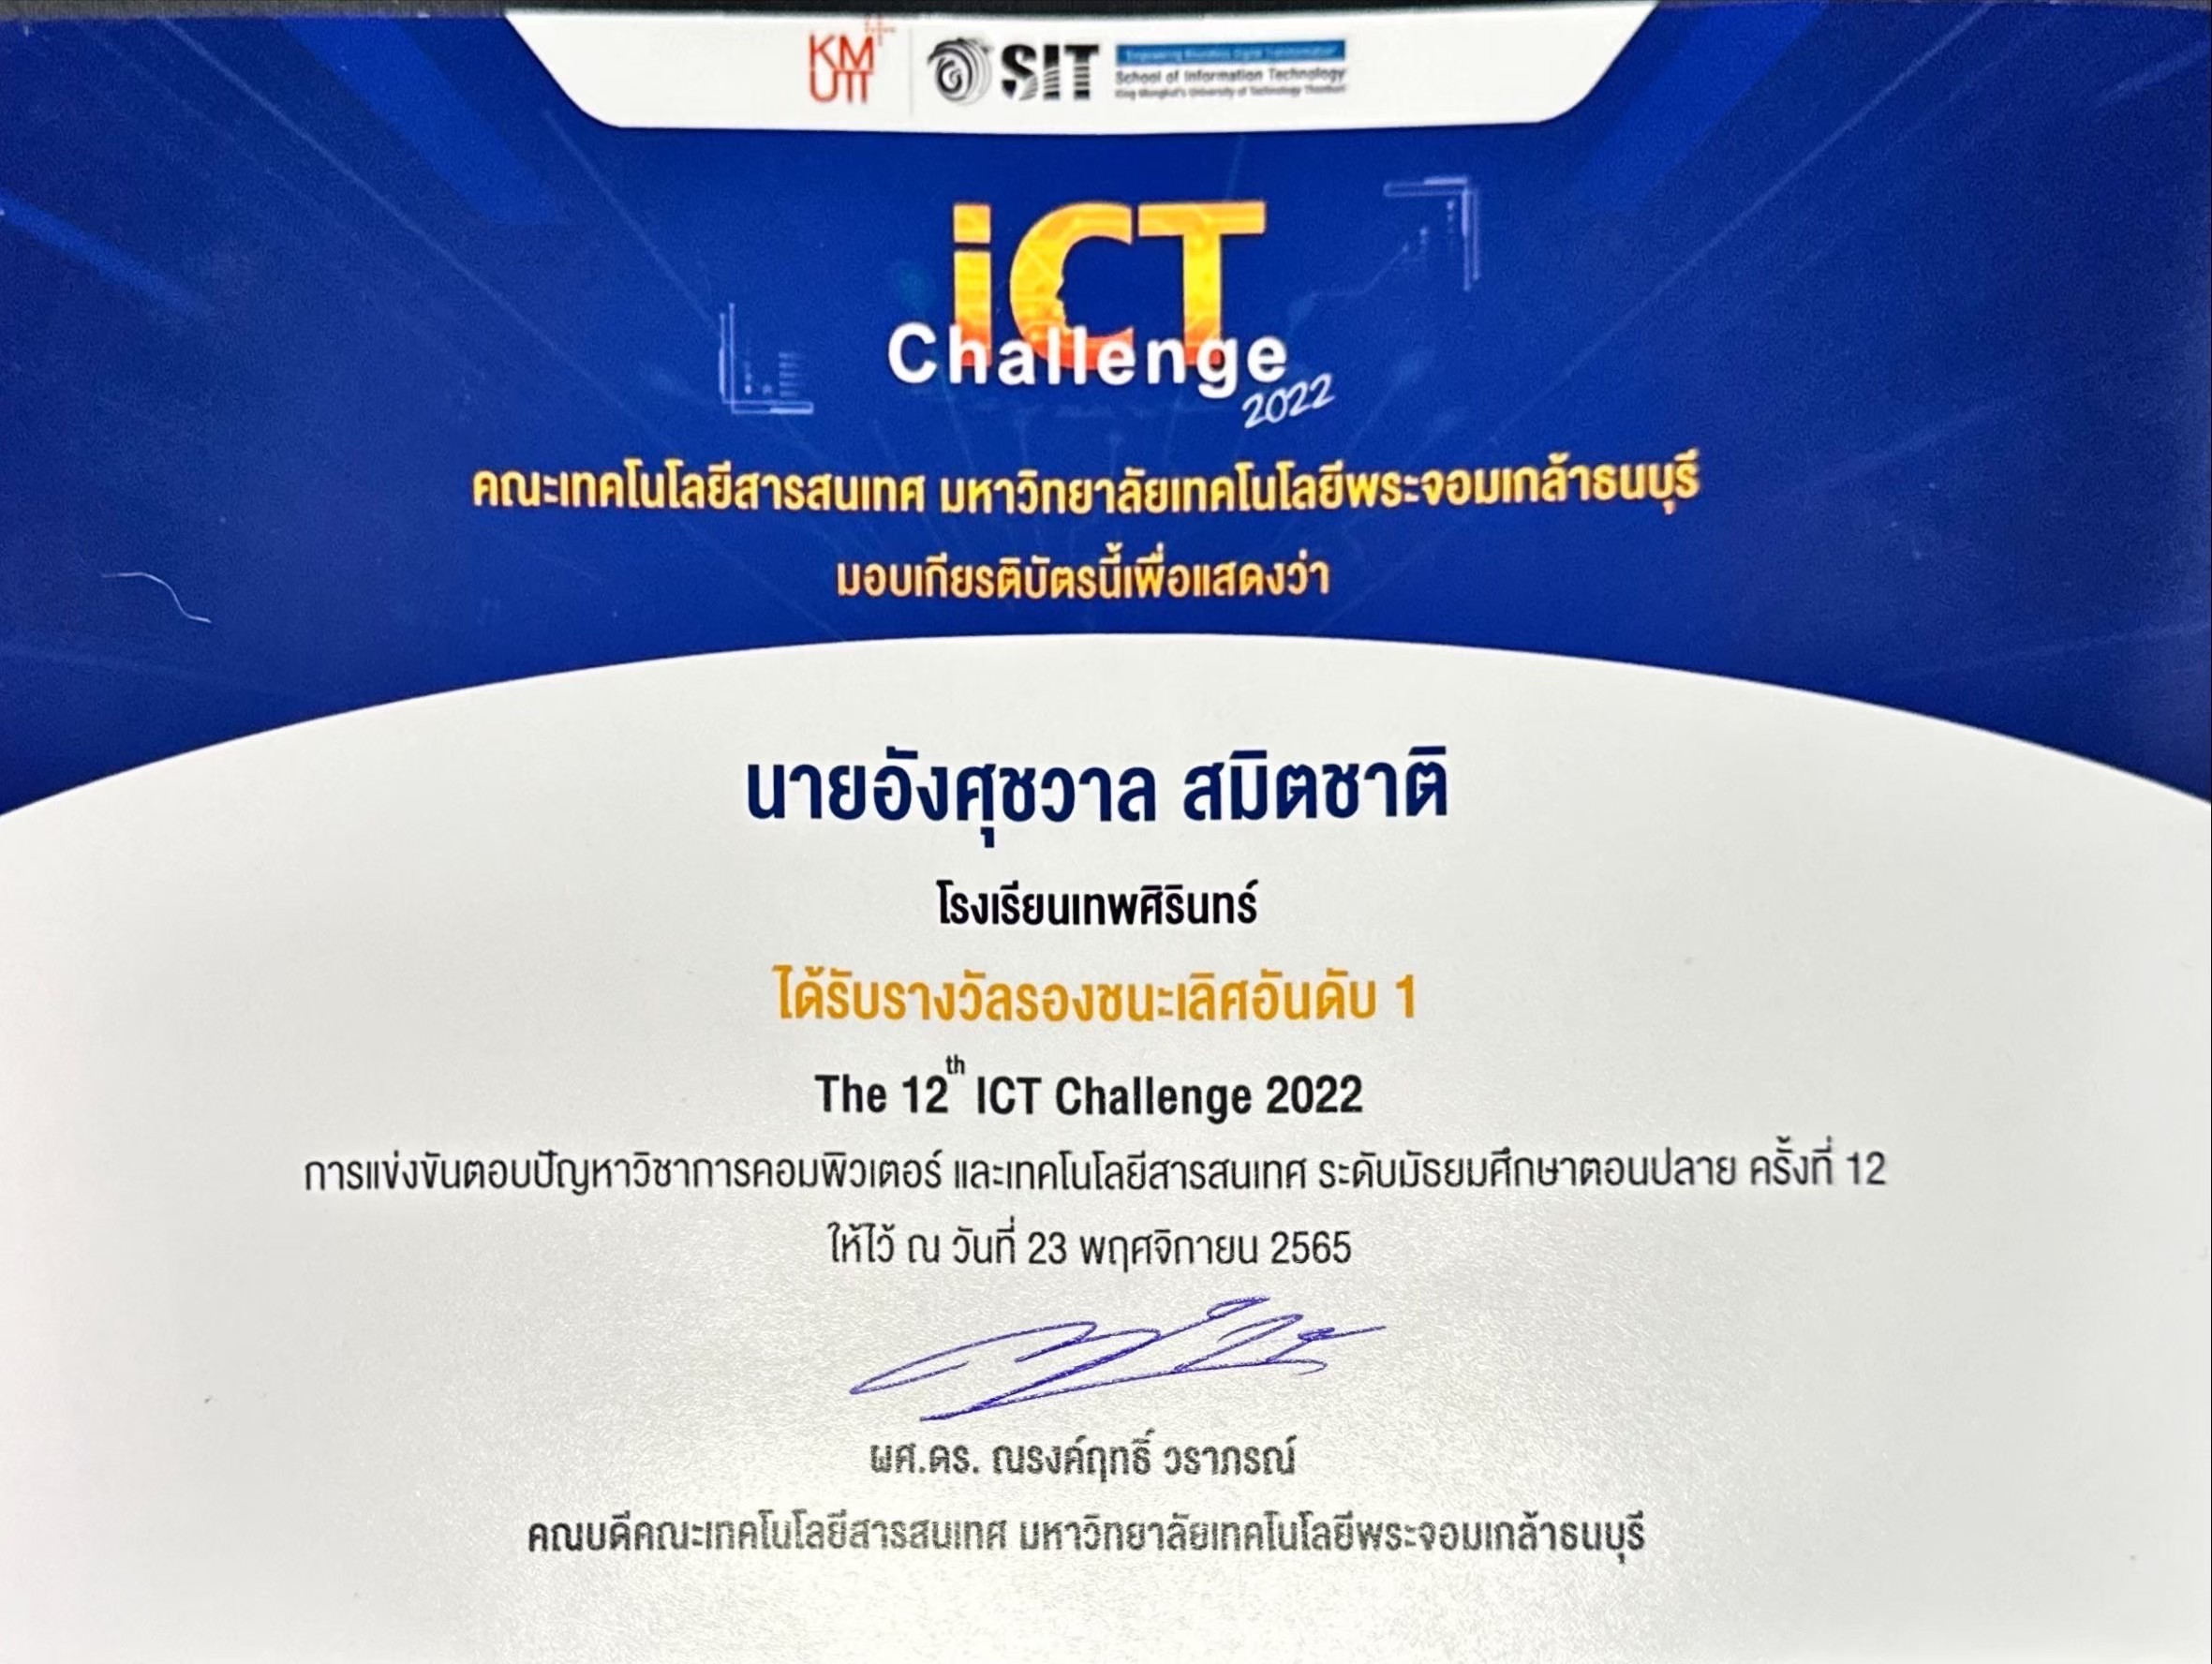 KMUTT
SIT
School of Information Technology
King Mongkut's University of Technology Thonburi
iCT
Challenge
2022
คณะเทคโนโลยีสารสนเทศ มหาวิทยาลัยเทคโนโลยีพระจอมเกล้าธนบุรี
มอบเกียรติบัตรนี้เพื่อแสดงว่า
นายอังศุชวาล สมิตชาติ
โรงเรียนเทพศิรินทร์
ได้รับรางวัลรองชนะเลิศอันดับ 1
The 12th ICT Challenge 2022
การแข่งขันตอบปัญหาวิชาการคอมพิวเตอร์ และเทคโนโลยีสารสนเทศ ระดับมัธยมศึกษาตอนปลาย ครั้งที่ 12
ให้ไว้ ณ วันที่ 23 พฤศจิกายน 2565
ผศ.ดร. ณรงค์ฤทธิ์ วราภรณ์
คณบดีคณะเทคโนโลยีสารสนเทศ มหาวิทยาลัยเทคโนโลยีพระจอมเกล้าธนบุรี